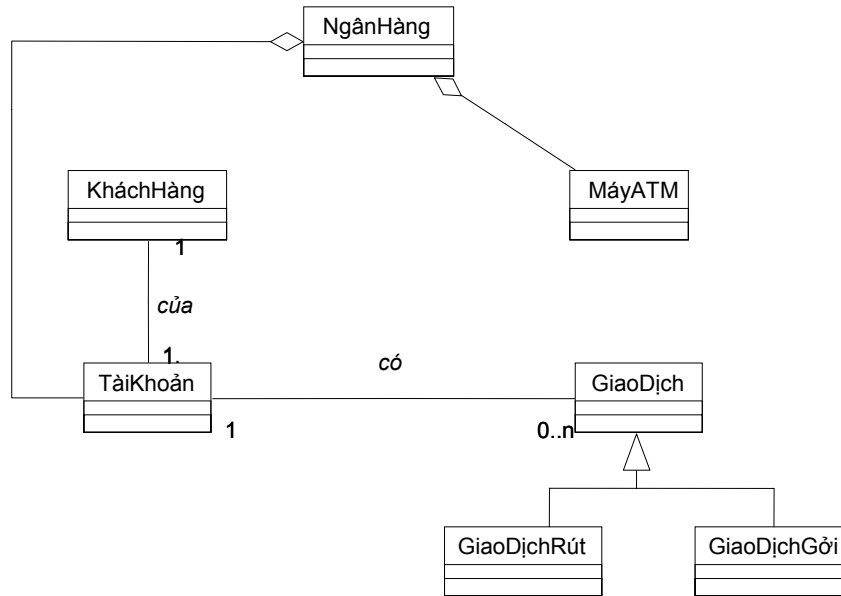 NgânHàng
KháchHàng
MáyATM
1
của
1.
có
TàiKhoản
GiaoDịch
1
0..n
GiaoDịchRút
GiaoDịchGởi